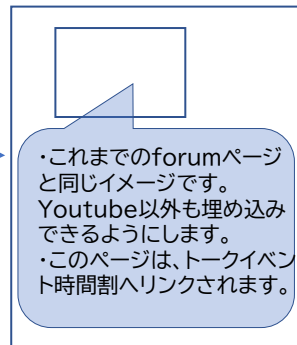 ・これまでのforumページ
と同じイメージです。
Youtube以外も埋め込み
できるようにします。
・このページは、トークイベン
ト時間割へリンクされます。